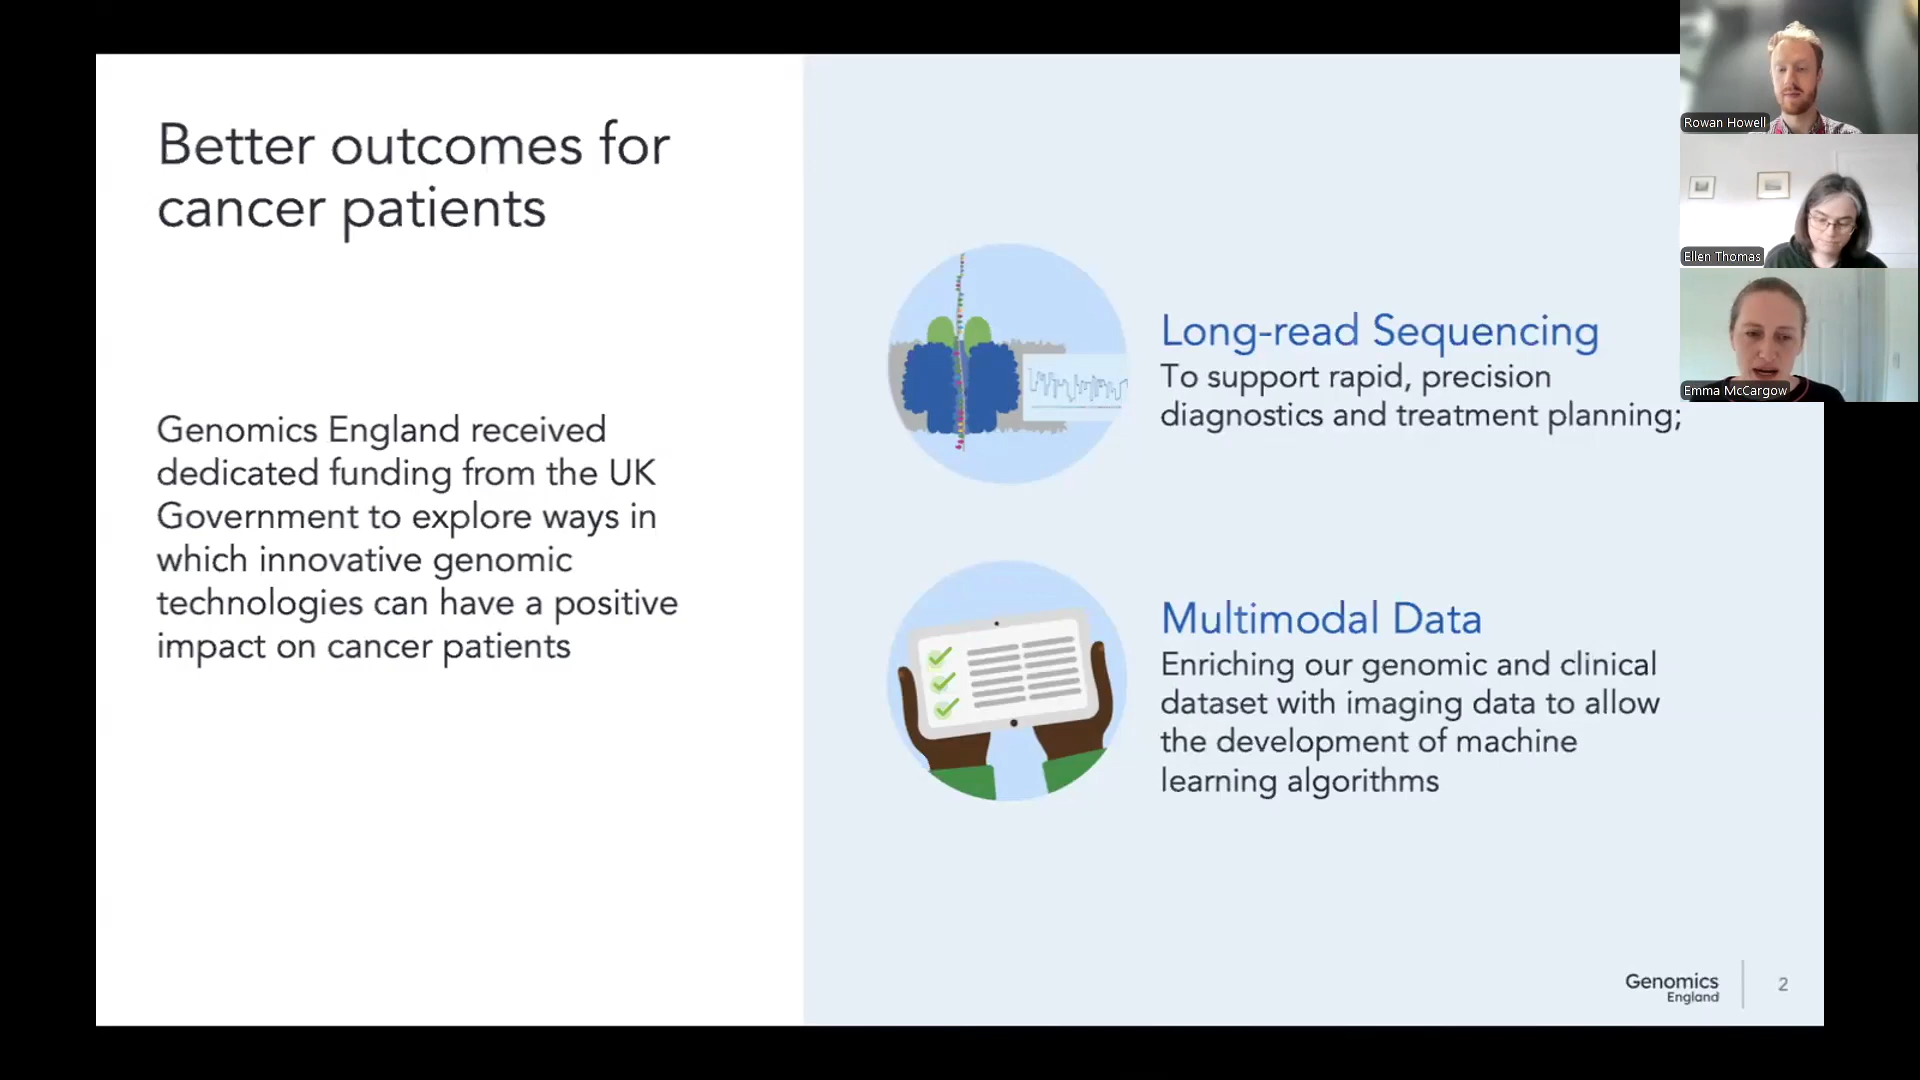 Better outcomes for
cancer patients
Genomics England received
dedicated funding from the UK
Government to explore ways in
which innovative genomic
technologies can have a positive
impact on cancer patients
Long-read Sequencing
To support rapid, precision
diagnostics and treatment planning;
Multimodal Data
Enriching our genomic and clinical
dataset with imaging data to allow
the development of machine
learning algorithms
Genomics
England
2
Rowan Howell
Ellen Thomas
Emma McCargow